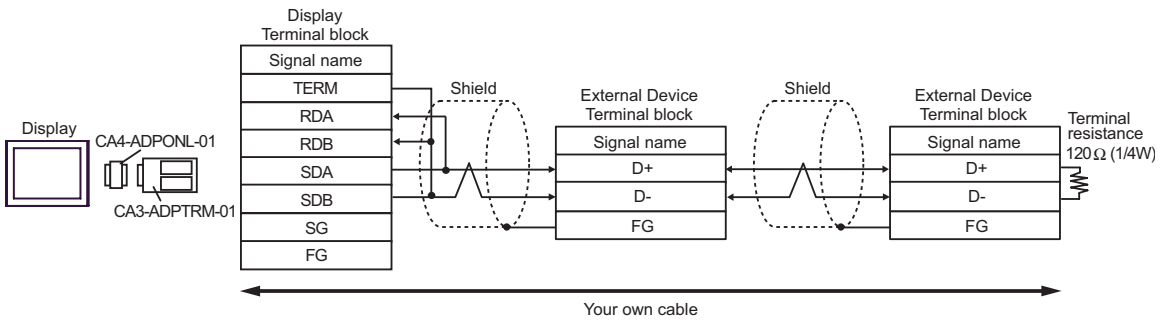 Display
CA4-ADPONL-01
CA3-ADPTRM-01
Display
Terminal block
Signal name
TERM
RDA
RDB
SDA
SDB
SG
FG
Shield
External Device
Terminal block
Signal name
D+
D-
FG
Shield
External Device
Terminal block
Signal name
D+
D-
FG
Terminal
resistance
120Ω (1/4W)
Your own cable